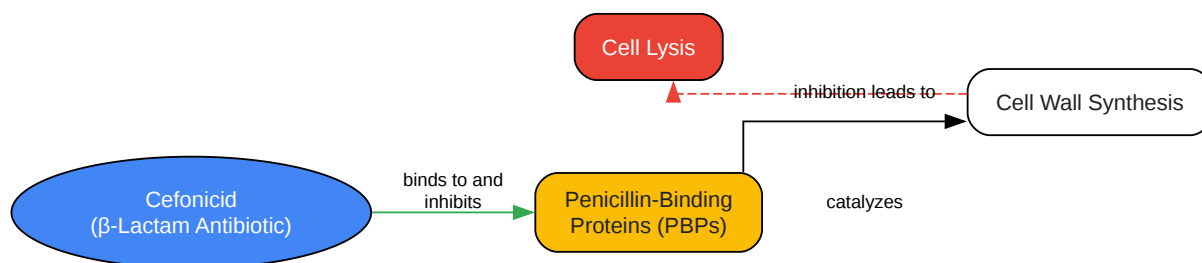 Cell Lysis
inhibition leads to
Cell Wall Synthesis
Cefonicid
(β-Lactam Antibiotic)
binds to and
inhibits
Penicillin-Binding
Proteins (PBPs)
catalyzes